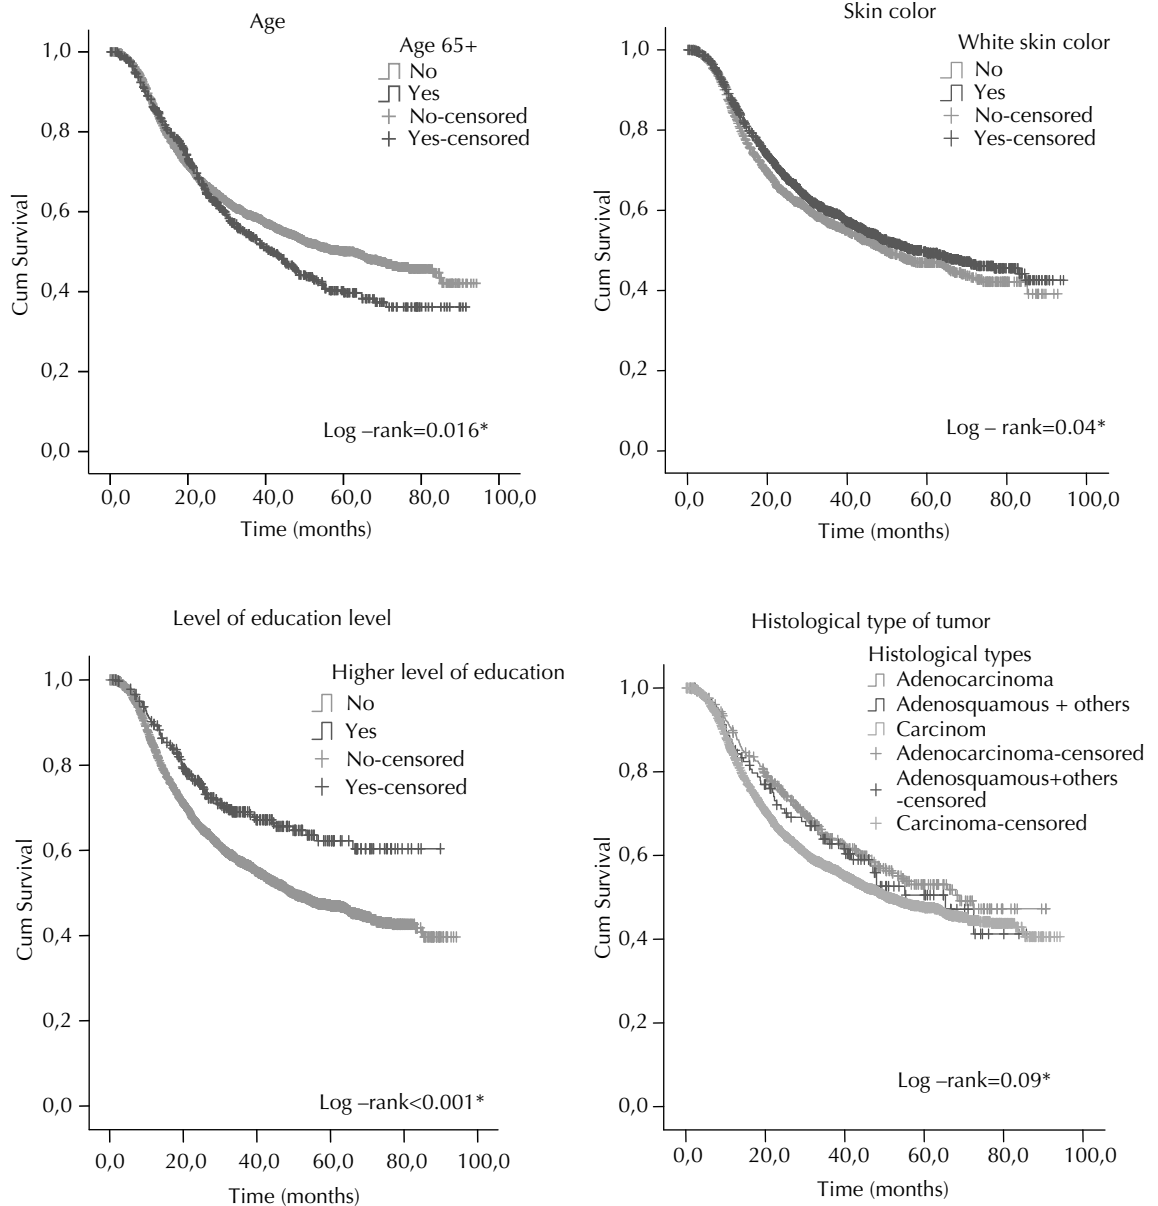 Age
Age 65+
No
Yes
No-censored
Yes-censored
1,0
0,8
0,6
0,4
0,2
0,0
Cum Survival
Log –rank=0.016*
0,0 20,0 40,0 60,0 80,0 100,0
Time (months)
Skin color
White skin color
No
Yes
No-censored
Yes-censored
1,0
0,8
0,6
0,4
0,2
0,0
Cum Survival
Log – rank=0.04*
0,0 20,0 40,0 60,0 80,0 100,0
Time (months)
Level of education level
Higher level of education
No
Yes
No-censored
Yes-censored
1,0
0,8
0,6
0,4
0,2
0,0
Cum Survival
Log –rank<0.001*
0,0 20,0 40,0 60,0 80,0 100,0
Time (months)
Histological type of tumor
Histological types
Adenocarcinoma
Adenosquamous + others
Carcinom
Adenocarcinoma-censored
Adenosquamous+others
-censored
Carcinoma-censored
1,0
0,8
0,6
0,4
0,2
0,0
Cum Survival
Log –rank=0.09*
0,0 20,0 40,0 60,0 80,0 100,0
Time (months)